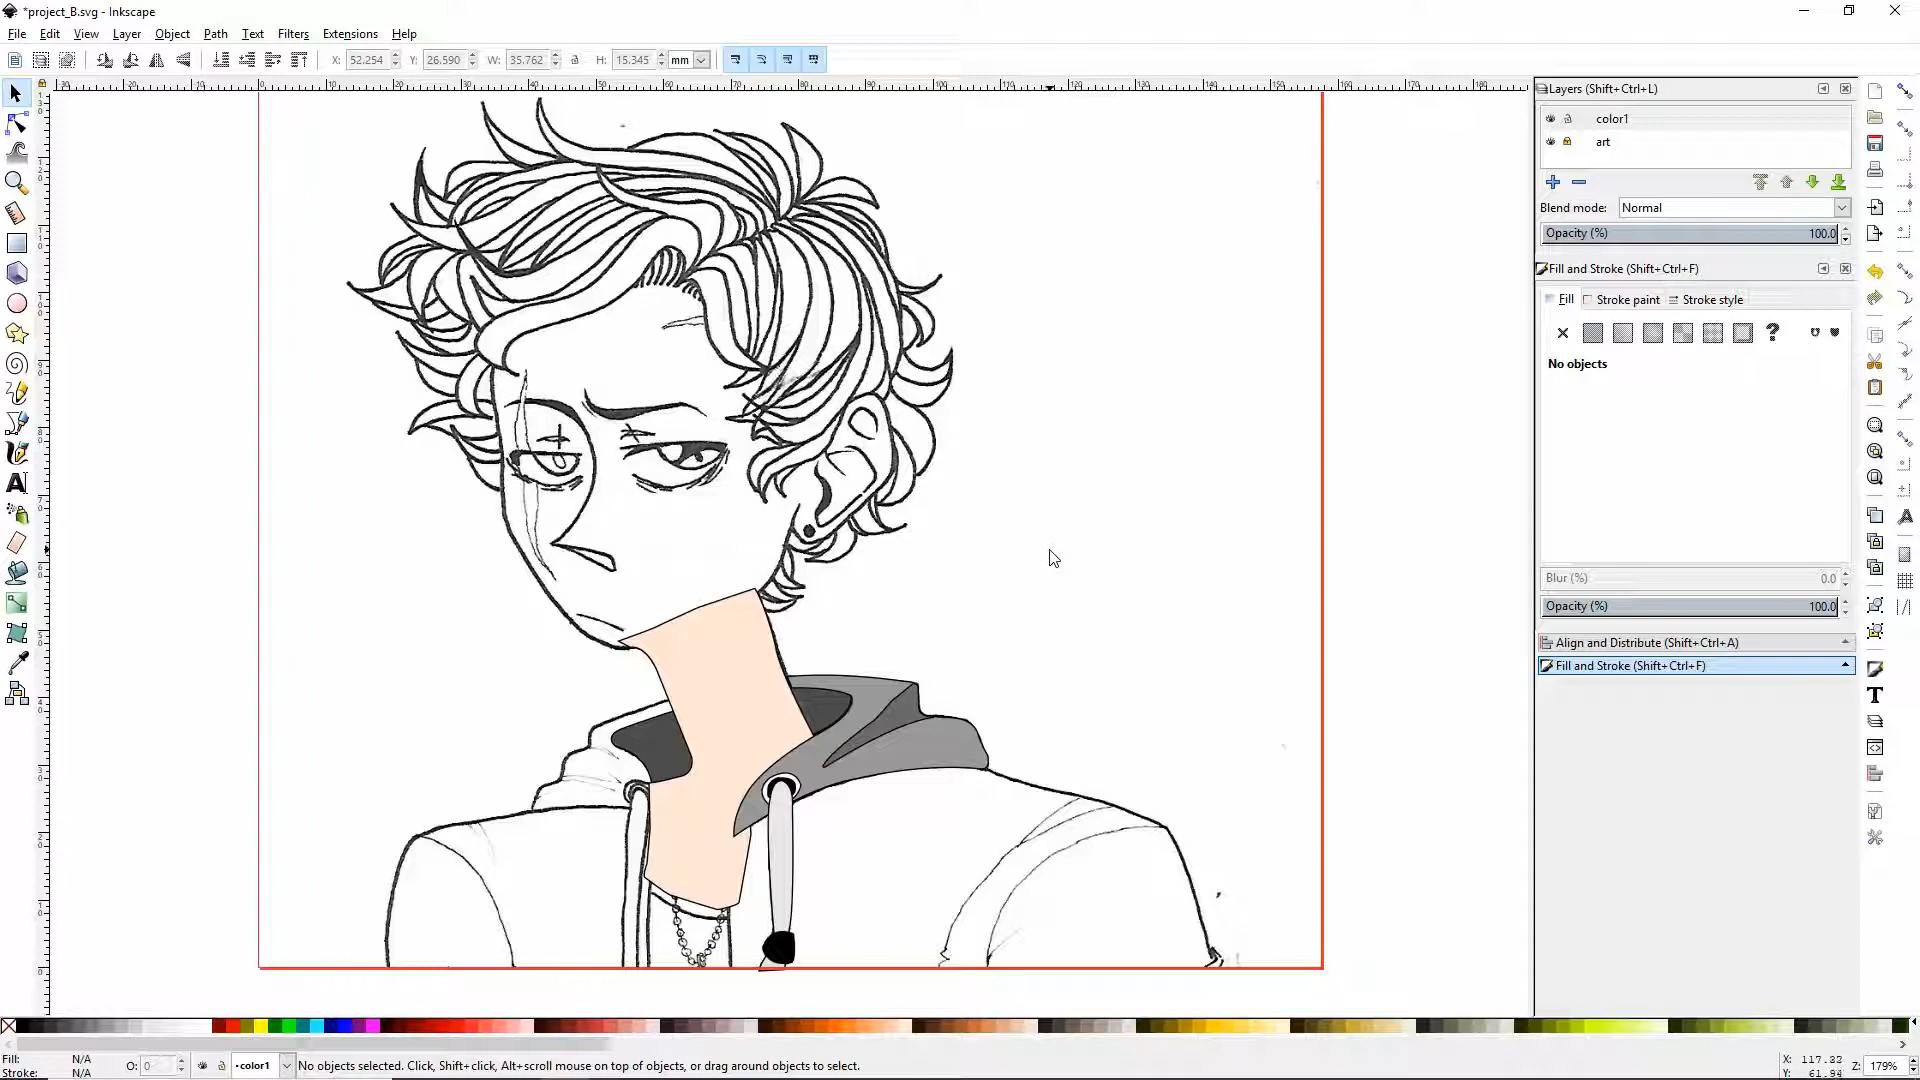 *project_B.svg - Inkscape
File Edit View Layer Object Path Text Filters Extensions Help
X: 52.254 Y: 26.590 W: 35.762 H: 15.345 mm
Layers (Shift+Ctrl+L)
color1
art
Blend mode: Normal
Opacity (%) 100.0
Fill and Stroke (Shift+Ctrl+F)
Fill Stroke paint Stroke style
No objects
Blur (%) 0.0
Opacity (%) 100.0
Align and Distribute (Shift+Ctrl+A)
Fill and Stroke (Shift+Ctrl+F)
Fill: N/A
Stroke: N/A
O: 0
•color1
No objects selected. Click, Shift+click, Alt+scroll mouse on top of objects, or drag around objects to select.
X: 117.22
Y: 61.94
Z: 179%